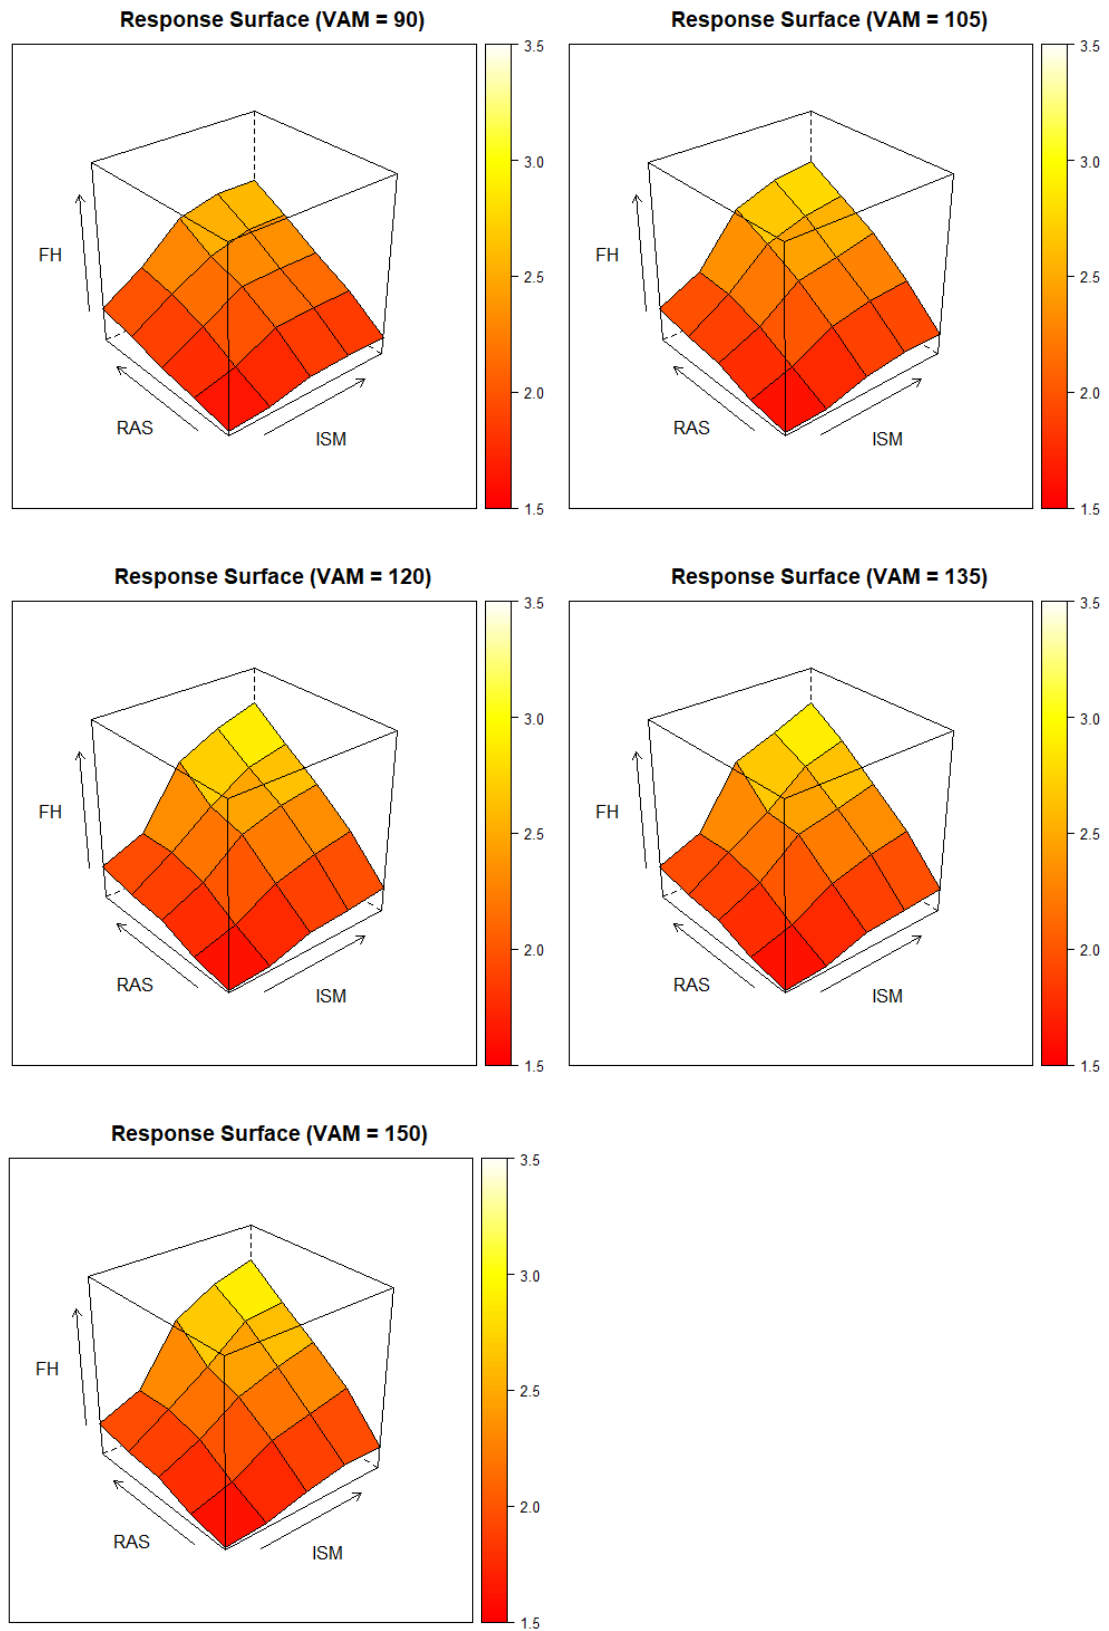 Response Surface (VAM = 90)
3.5
3.0
2.5
2.0
1.5
FH
RAS
ISM
Response Surface (VAM = 105)
3.5
3.0
2.5
2.0
1.5
FH
RAS
ISM
Response Surface (VAM = 120)
3.5
3.0
2.5
2.0
1.5
FH
RAS
ISM
Response Surface (VAM = 135)
3.5
3.0
2.5
2.0
1.5
FH
RAS
ISM
Response Surface (VAM = 150)
3.5
3.0
2.5
2.0
1.5
FH
RAS
ISM